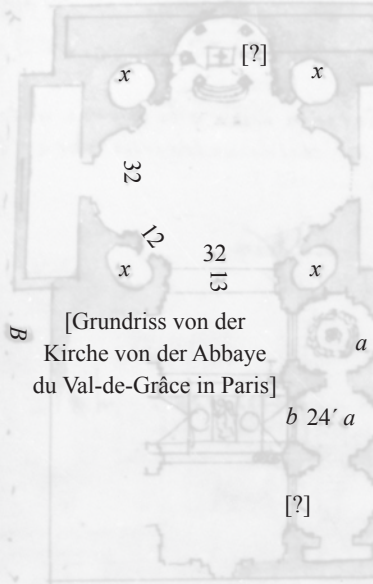 [?]
x
x
32
12
32
13
x
x
B
[Grundriss von der
Kirche von der Abbaye
du Val-de-Grâce in Paris]
a
b 24′ a
[?]